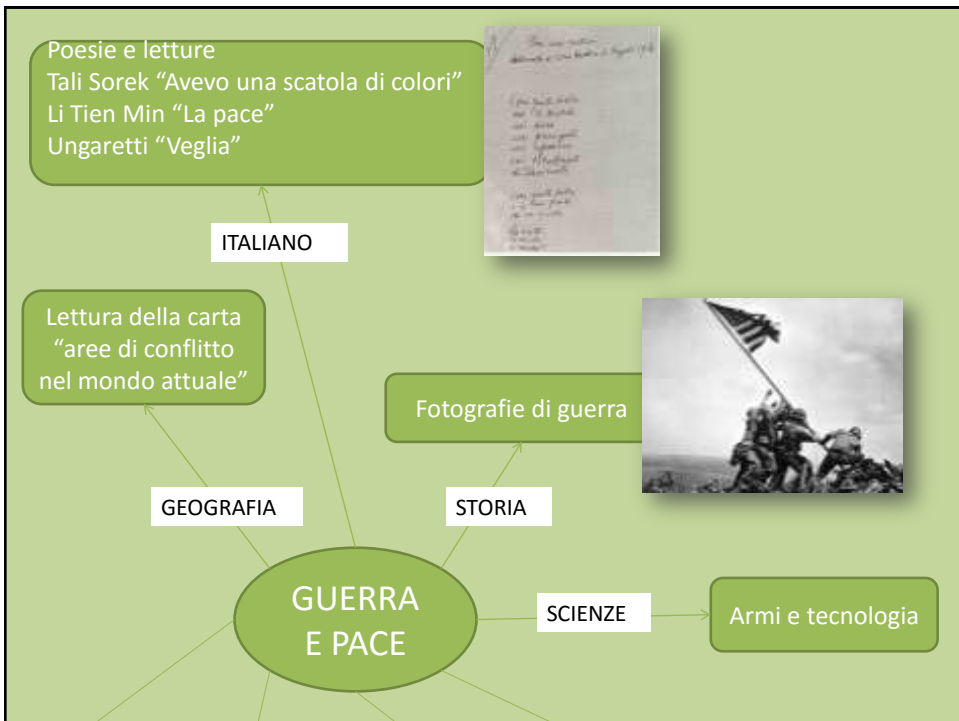 Poesie e letture
Tali Sorek “Avevo una scatola di colori”
Li Tien Min “La pace”
Ungaretti “Veglia”
ITALIANO
Lettura della carta
“aree di conflitto
nel mondo attuale”
Fotografie di guerra
GEOGRAFIA
STORIA
GUERRA
E PACE
SCIENZE
Armi e tecnologia